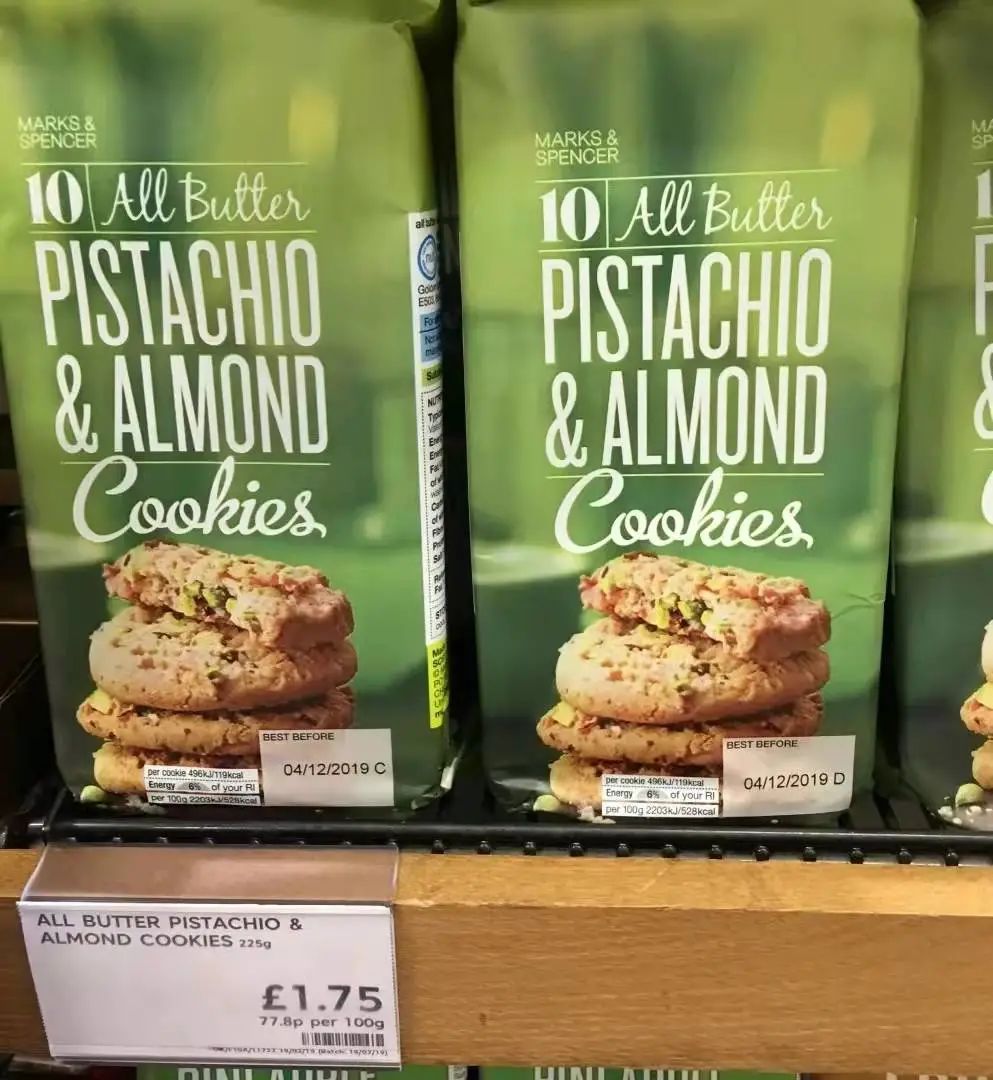 MARKS &
SPENCER
10 All Butter
PISTACHIO
& ALMOND
Cookies
BEST BEFORE
04/12/2019 C
per cookie 496kJ/119kcal
Energy 6% of your RI
per 100g 2203kJ/528kcal
MARKS &
SPENCER
10 All Butter
PISTACHIO
& ALMOND
Cookies
BEST BEFORE
04/12/2019 D
per cookie 496kJ/119kcal
Energy 6% of your RI
per 100g 2203kJ/528kcal
ALL BUTTER PISTACHIO &
ALMOND COOKIES 225g
£1.75
77.8p per 100g